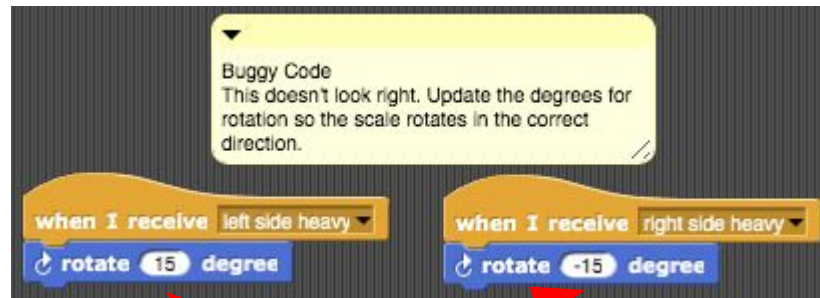 Buggy Code
This doesn't look right. Update the degrees for
rotation so the scale rotates in the correct
direction.
when I receive left side heavy
when I receive right side heavy
rotate 15 degree
rotate -15 degree